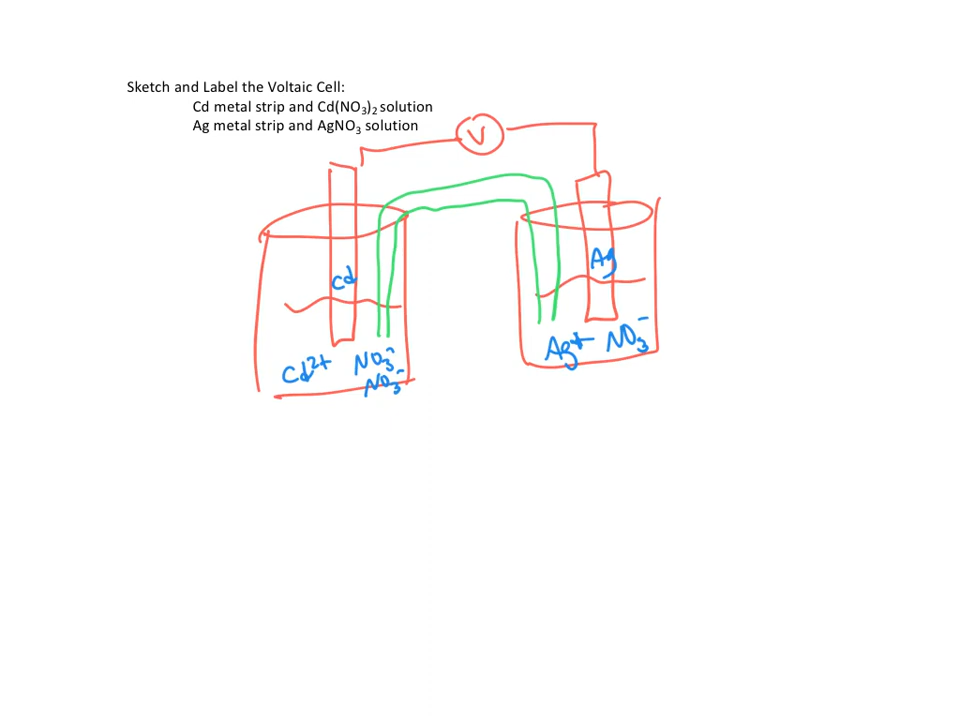 Sketch and Label the Voltaic Cell:
Cd metal strip and Cd(NO₃)₂ solution
Ag metal strip and AgNO₃ solution
V
Cd
Ag
Cd²⁺ NO₃⁻
NO₃⁻
Ag⁺ NO₃⁻